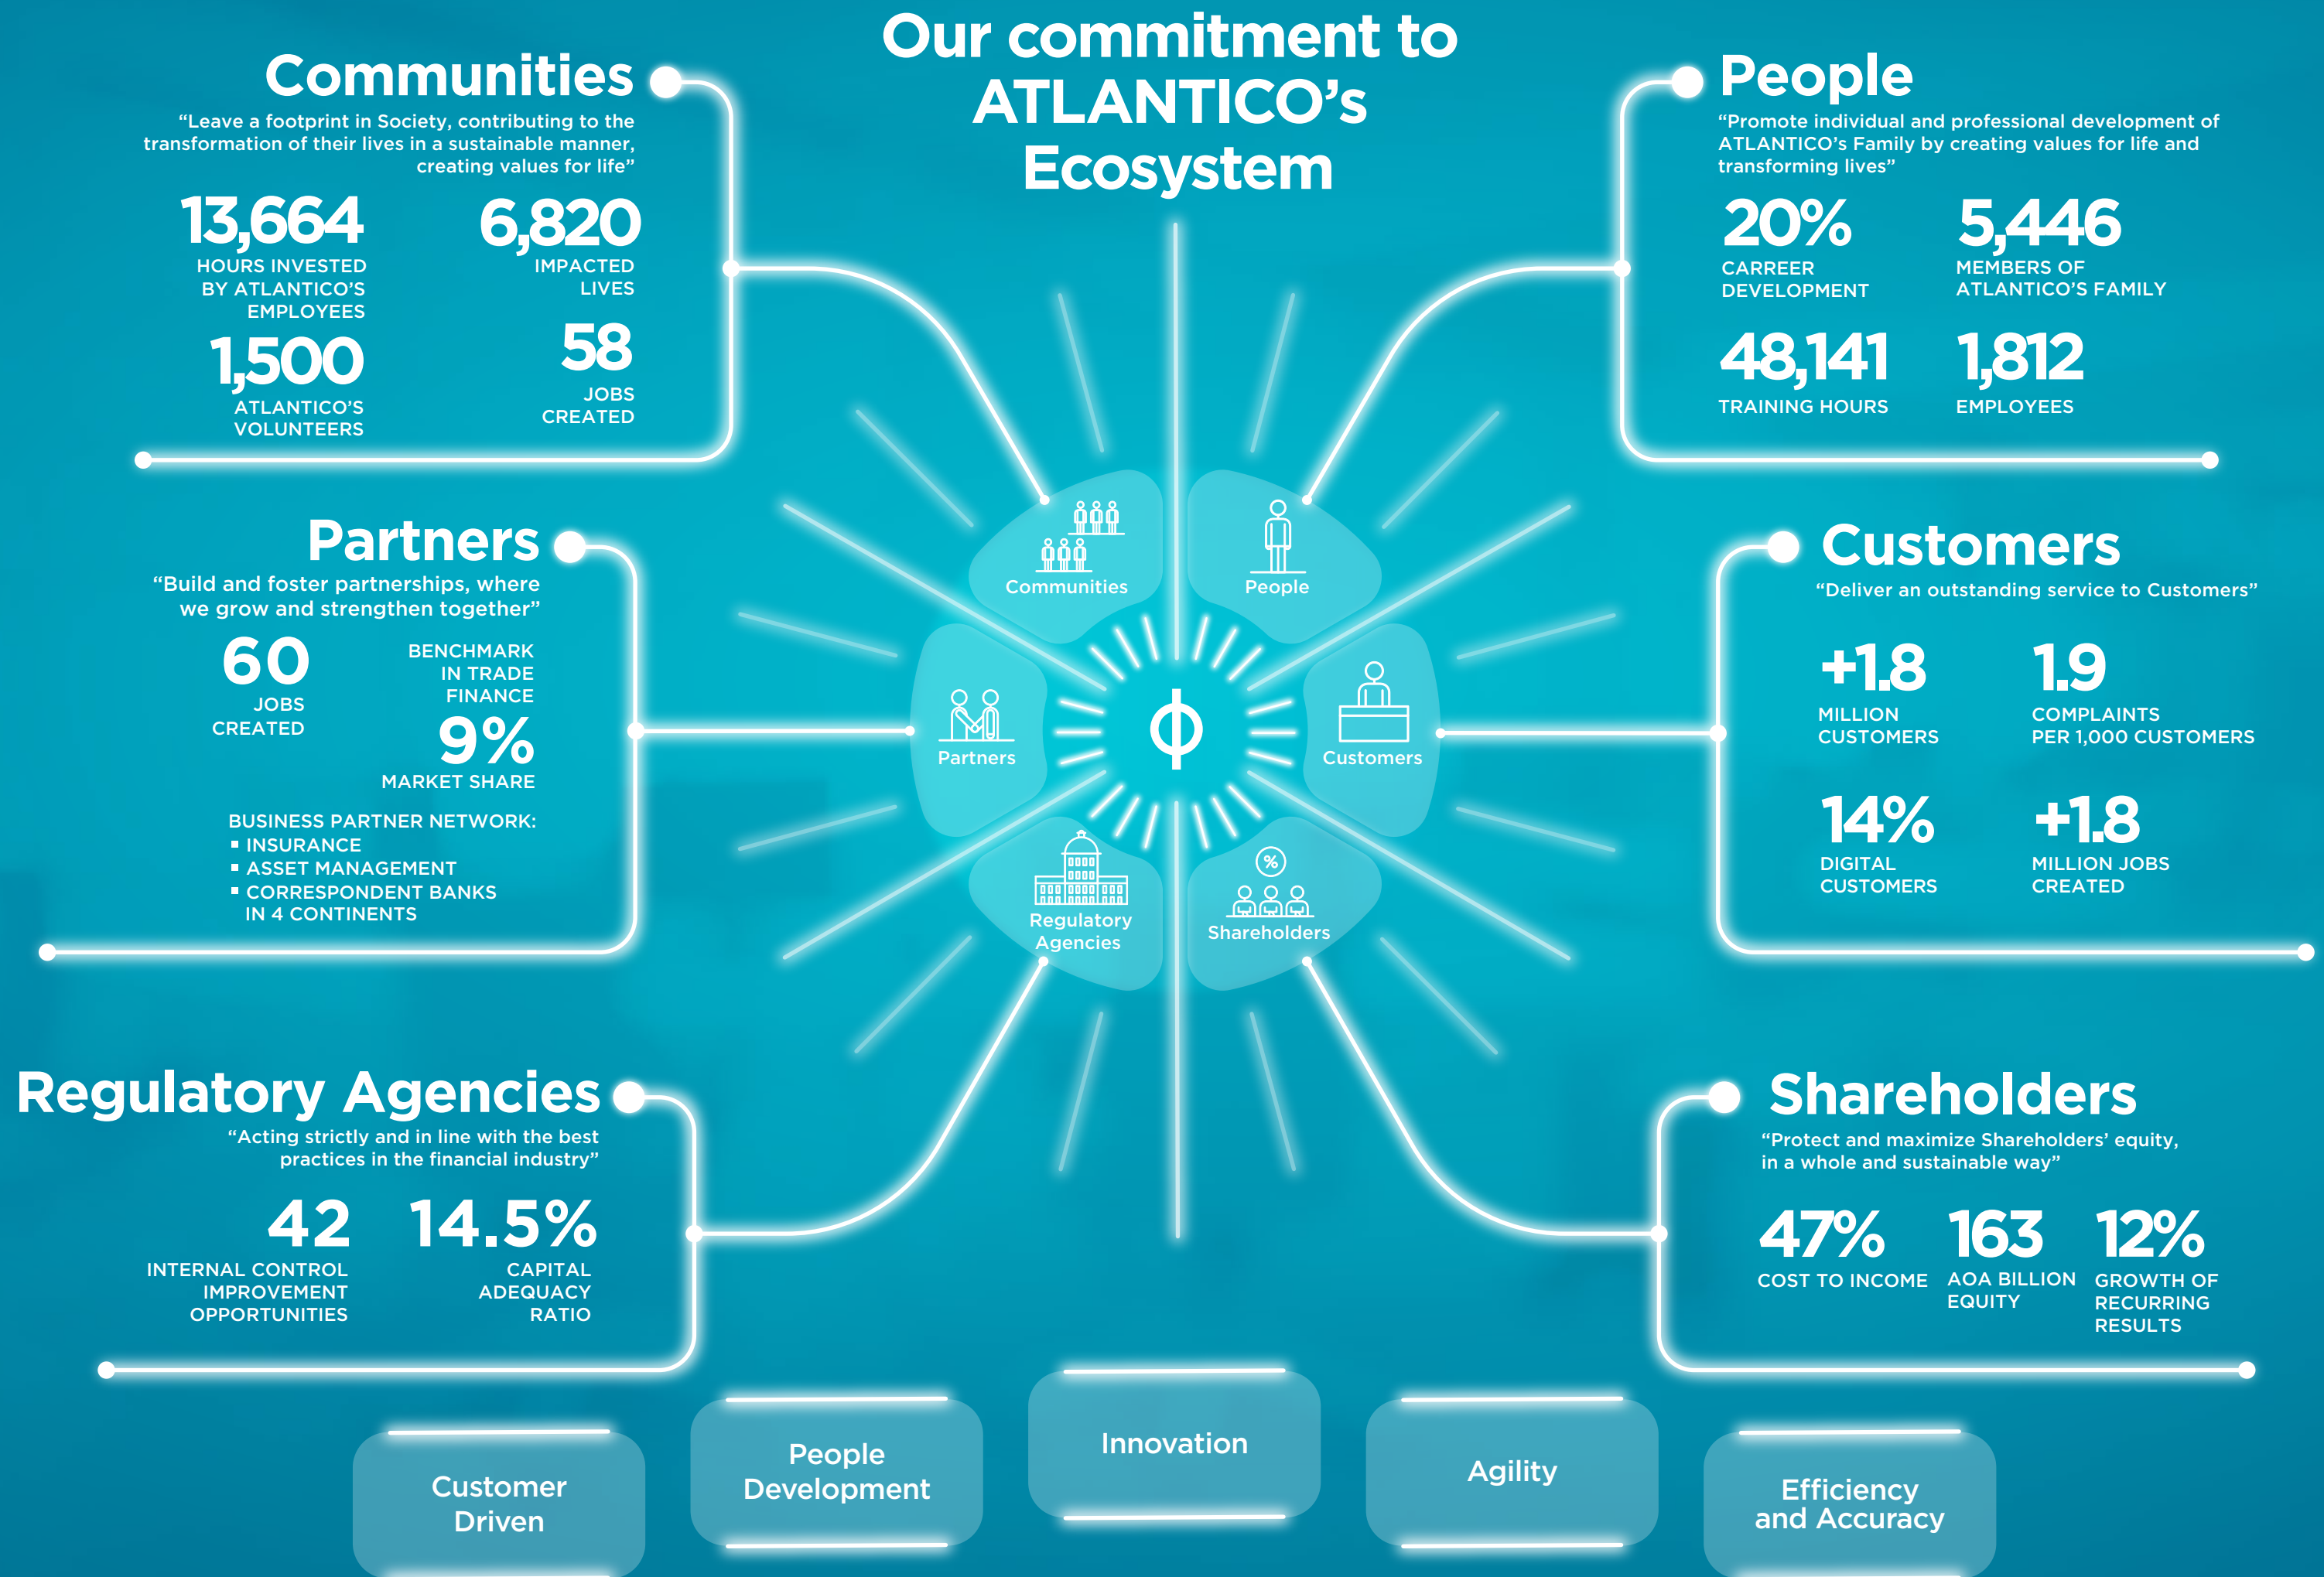 Our commitment to
ATLANTICO's
Ecosystem
Communities
“Leave a footprint in Society, contributing to the
transformation of their lives in a sustainable manner,
creating values for life”
13,664
HOURS INVESTED
BY ATLANTICO'S
EMPLOYEES
6,820
IMPACTED
LIVES
1,500
ATLANTICO'S
VOLUNTEERS
58
JOBS
CREATED
People
“Promote individual and professional development of
ATLANTICO's Family by creating values for life and
transforming lives”
20%
CARREER
DEVELOPMENT
5,446
MEMBERS OF
ATLANTICO'S FAMILY
48,141
TRAINING HOURS
1,812
EMPLOYEES
Partners
“Build and foster partnerships, where
we grow and strengthen together”
60
JOBS
CREATED
BENCHMARK
IN TRADE
FINANCE
9%
MARKET SHARE
BUSINESS PARTNER NETWORK:
▪ INSURANCE
▪ ASSET MANAGEMENT
▪ CORRESPONDENT BANKS
IN 4 CONTINENTS
Communities
People
Partners
Customers
Regulatory
Agencies
%
Shareholders
Customers
“Deliver an outstanding service to Customers”
+1.8
MILLION
CUSTOMERS
1.9
COMPLAINTS
PER 1,000 CUSTOMERS
14%
DIGITAL
CUSTOMERS
+1.8
MILLION JOBS
CREATED
Regulatory Agencies
“Acting strictly and in line with the best
practices in the financial industry”
42
INTERNAL CONTROL
IMPROVEMENT
OPPORTUNITIES
14.5%
CAPITAL
ADEQUACY
RATIO
Shareholders
“Protect and maximize Shareholders' equity,
in a whole and sustainable way”
47%
COST TO INCOME
163
AOA BILLION
EQUITY
12%
GROWTH OF
RECURRING
RESULTS
Customer
Driven
People
Development
Innovation
Agility
Efficiency
and Accuracy